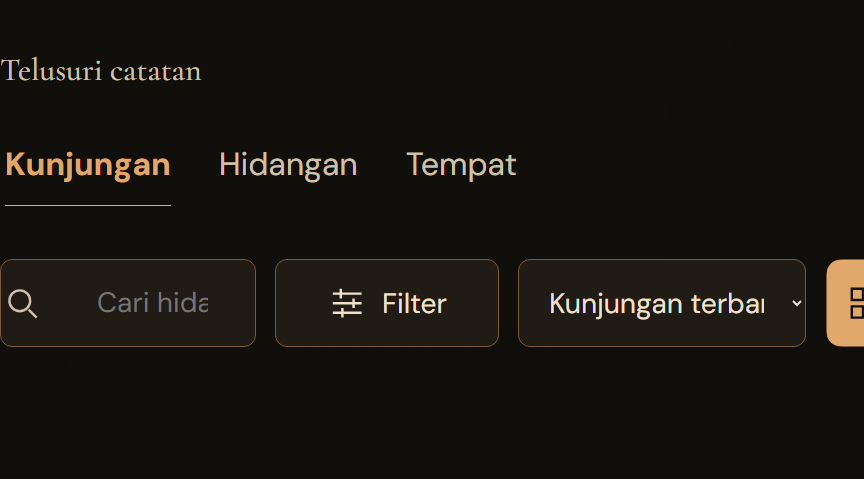 Telusuri catatan
Kunjungan Hidangan Tempat
Cari hida Filter Kunjungan terbar